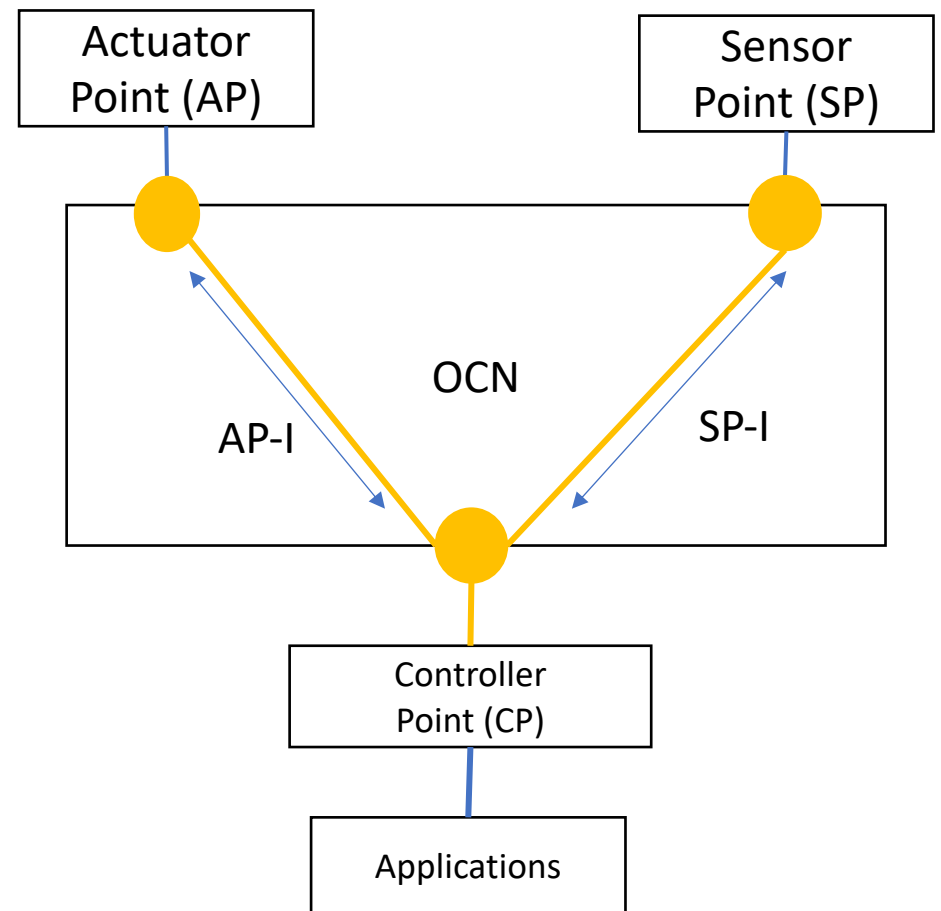 Actuator
Point (AP)
Sensor
Point (SP)
OCN
AP-I
SP-I
Controller
Point (CP)
Applications